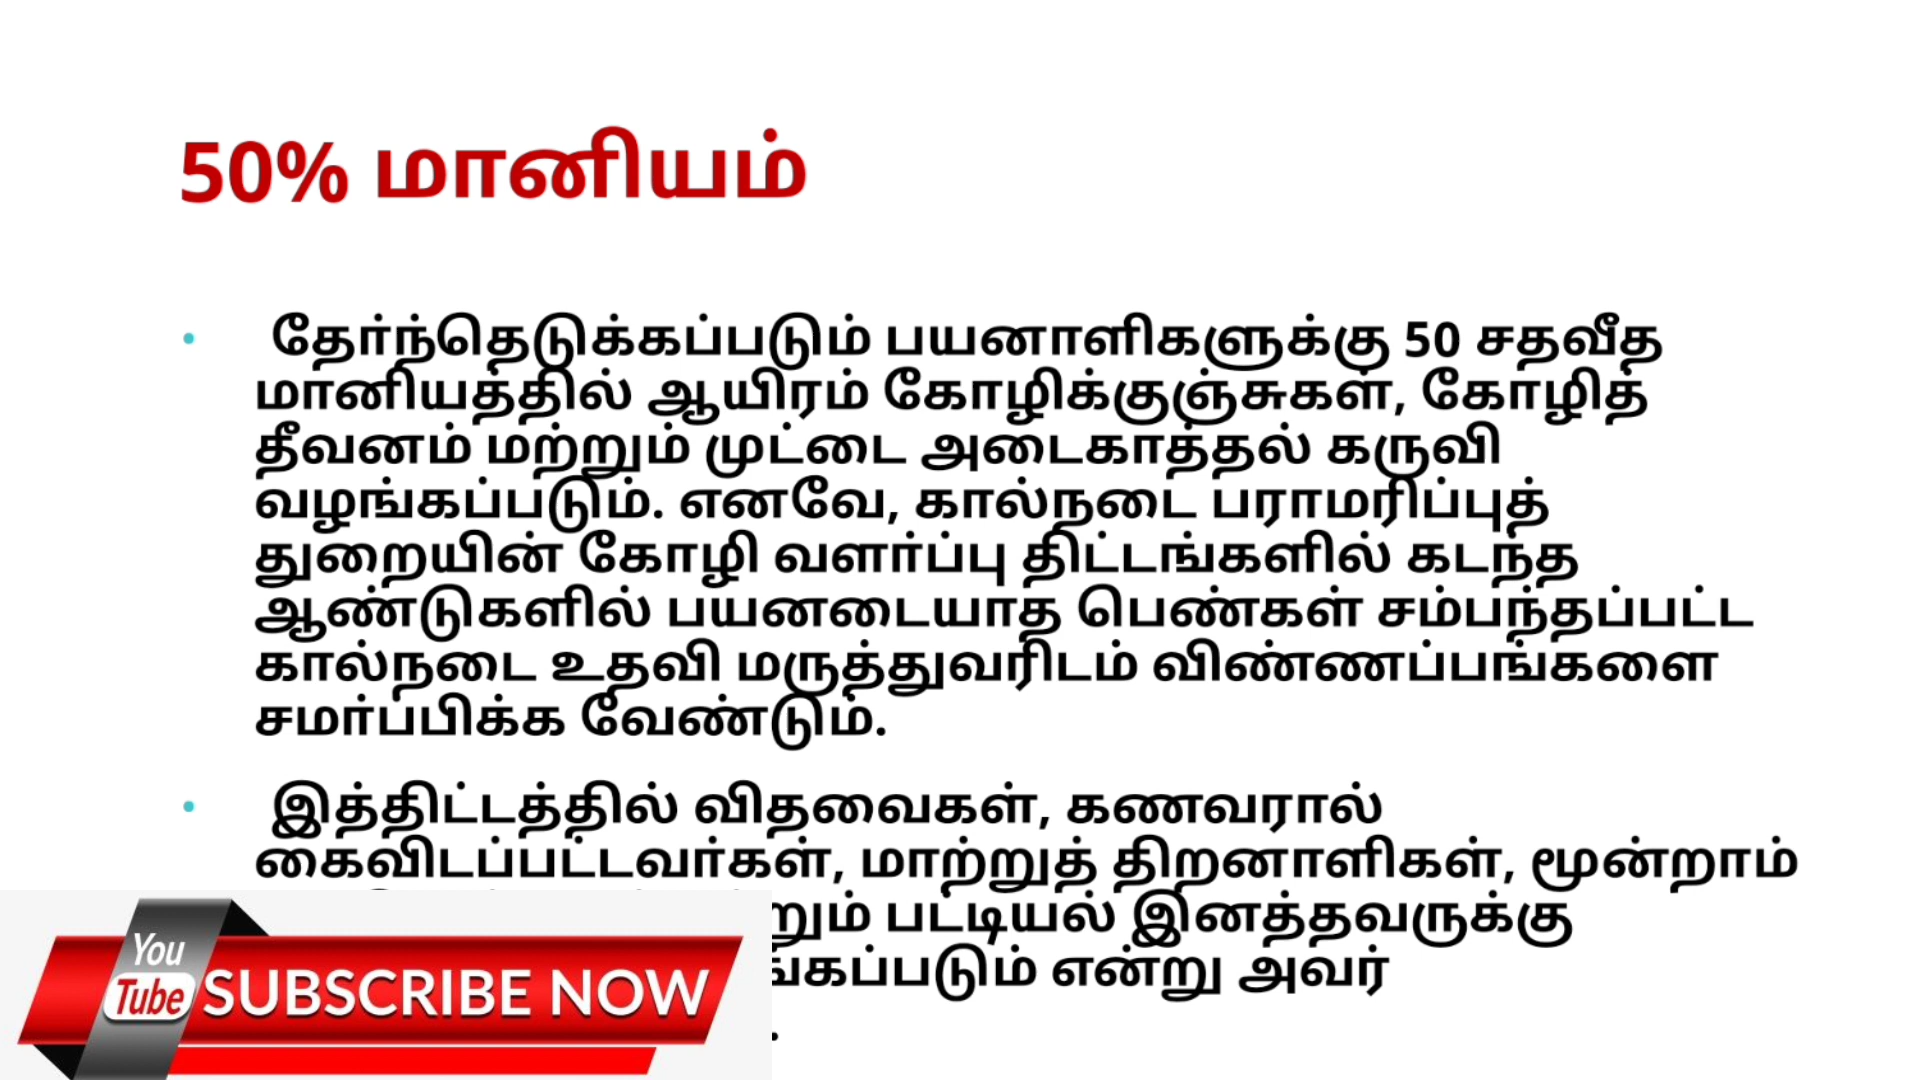 50% மானியம்
• தேர்ந்தெடுக்கப்படும் பயனாளிகளுக்கு 50 சதவீத
மானியத்தில் ஆயிரம் கோழிக்குஞ்சுகள், கோழித்
தீவனம் மற்றும் முட்டை அடைகாத்தல் கருவி
வழங்கப்படும். எனவே, கால்நடை பராமரிப்புத்
துறையின் கோழி வளர்ப்பு திட்டங்களில் கடந்த
ஆண்டுகளில் பயனடையாத பெண்கள் சம்பந்தப்பட்ட
கால்நடை உதவி மருத்துவரிடம் விண்ணப்பங்களை
சமர்ப்பிக்க வேண்டும்.
• இத்திட்டத்தில் விதவைகள், கணவரால்
கைவிடப்பட்டவர்கள், மாற்றுத் திறனாளிகள், மூன்றாம்
பட்டியல் இனத்தவருக்கு
என்று அவர்
You
Tube SUBSCRIBE NOW